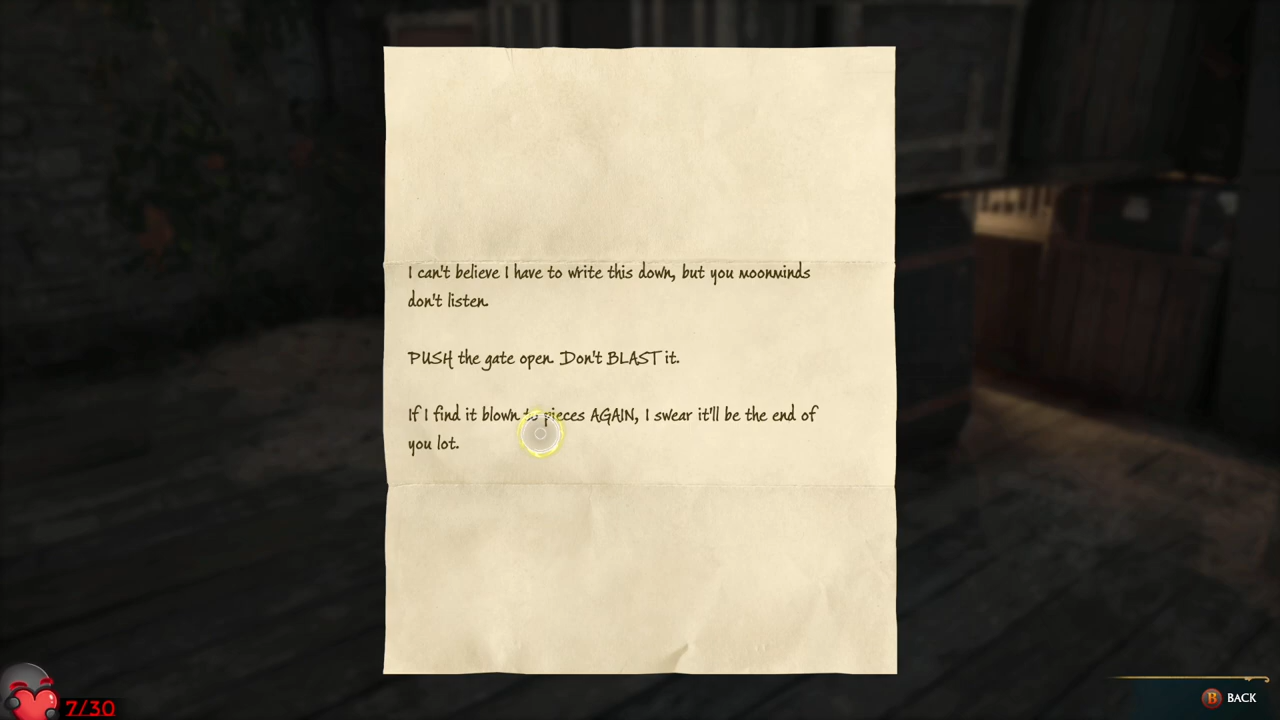 I can't believe I have to write this down, but you moonminds
don't listen.
PUSH the gate open. Don't BLAST it.
If I find it blown to pieces AGAIN, I swear it'll be the end of
you lot.
7/30
B BACK